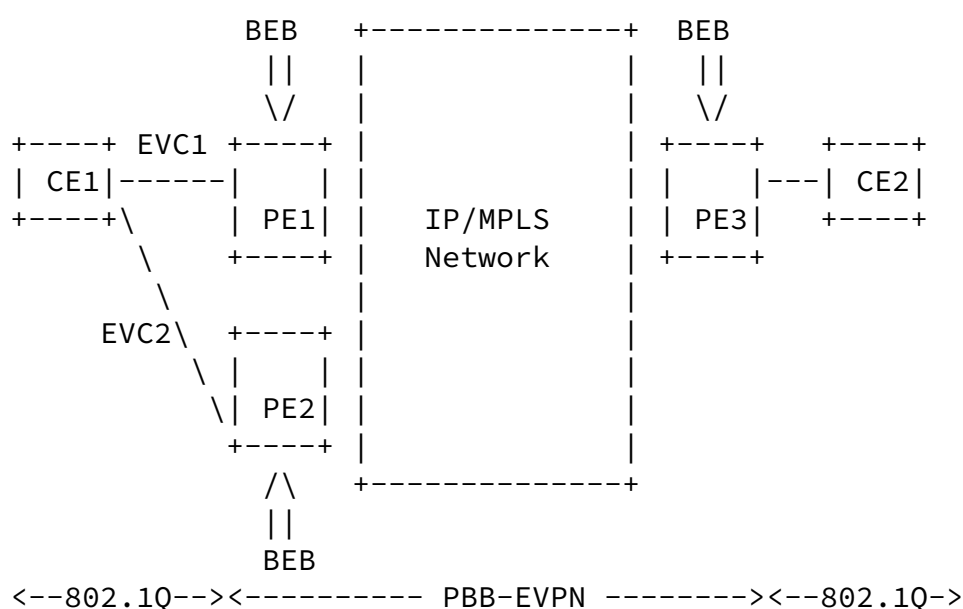 BEB BEB
EVC1
CE1 CE2
PE1 IP/MPLS PE3
Network
EVC2
PE2
BEB
<--802.1Q--><---------- PBB-EVPN --------><--802.1Q->